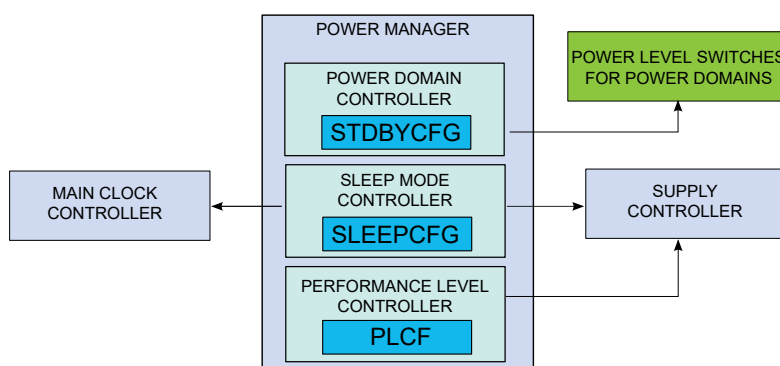 POWER MANAGER
POWER DOMAIN
CONTROLLER
STDBYCFG
POWER LEVEL SWITCHES
FOR POWER DOMAINS
MAIN CLOCK
CONTROLLER
SLEEP MODE
CONTROLLER
SLEEPCFG
SUPPLY
CONTROLLER
PERFORMANCE LEVEL
CONTROLLER
PLCF